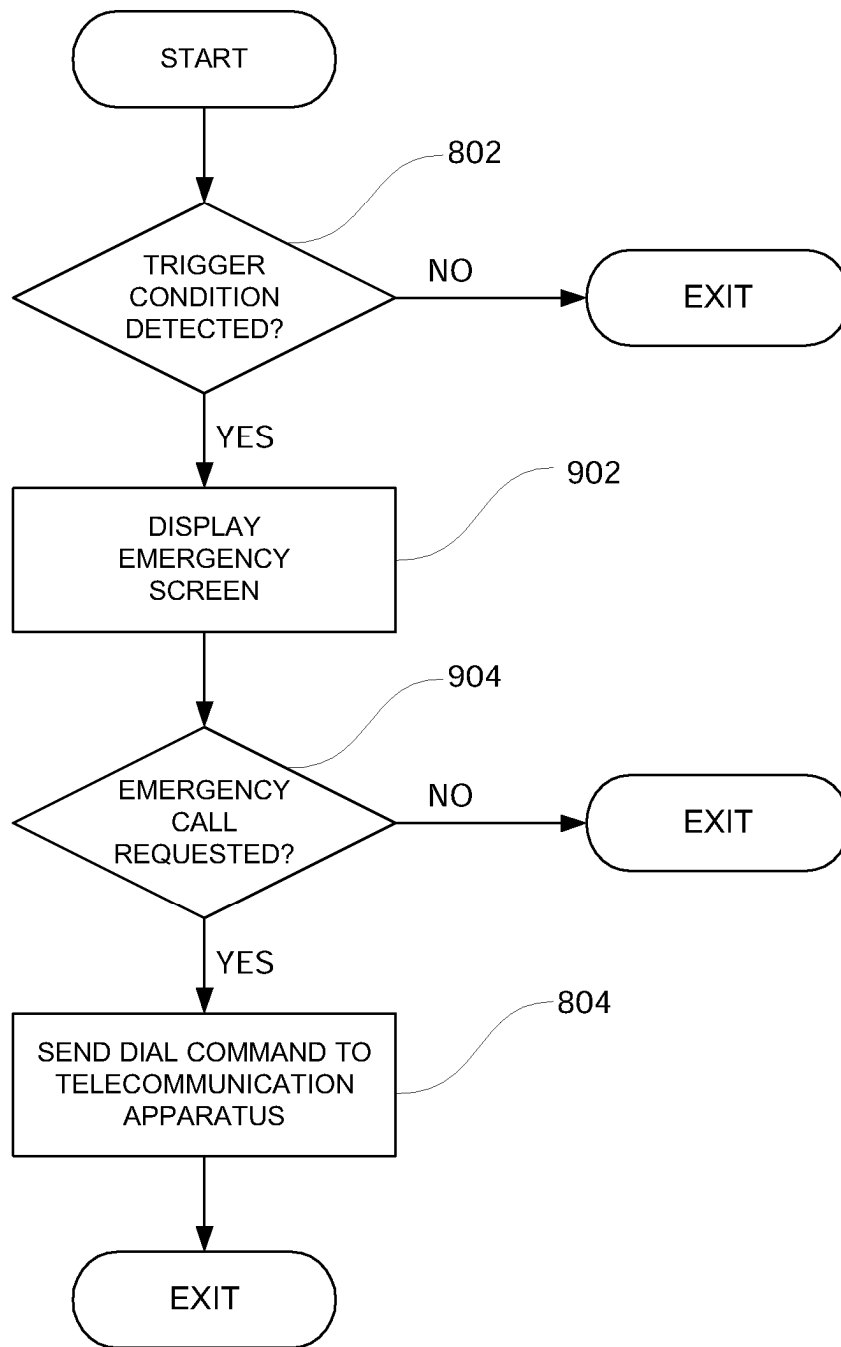 START
802
TRIGGER
CONDITION
DETECTED?
NO
EXIT
YES
902
DISPLAY
EMERGENCY
SCREEN
904
EMERGENCY
CALL
REQUESTED?
NO
EXIT
YES
804
SEND DIAL COMMAND TO
TELECOMMUNICATION
APPARATUS
EXIT